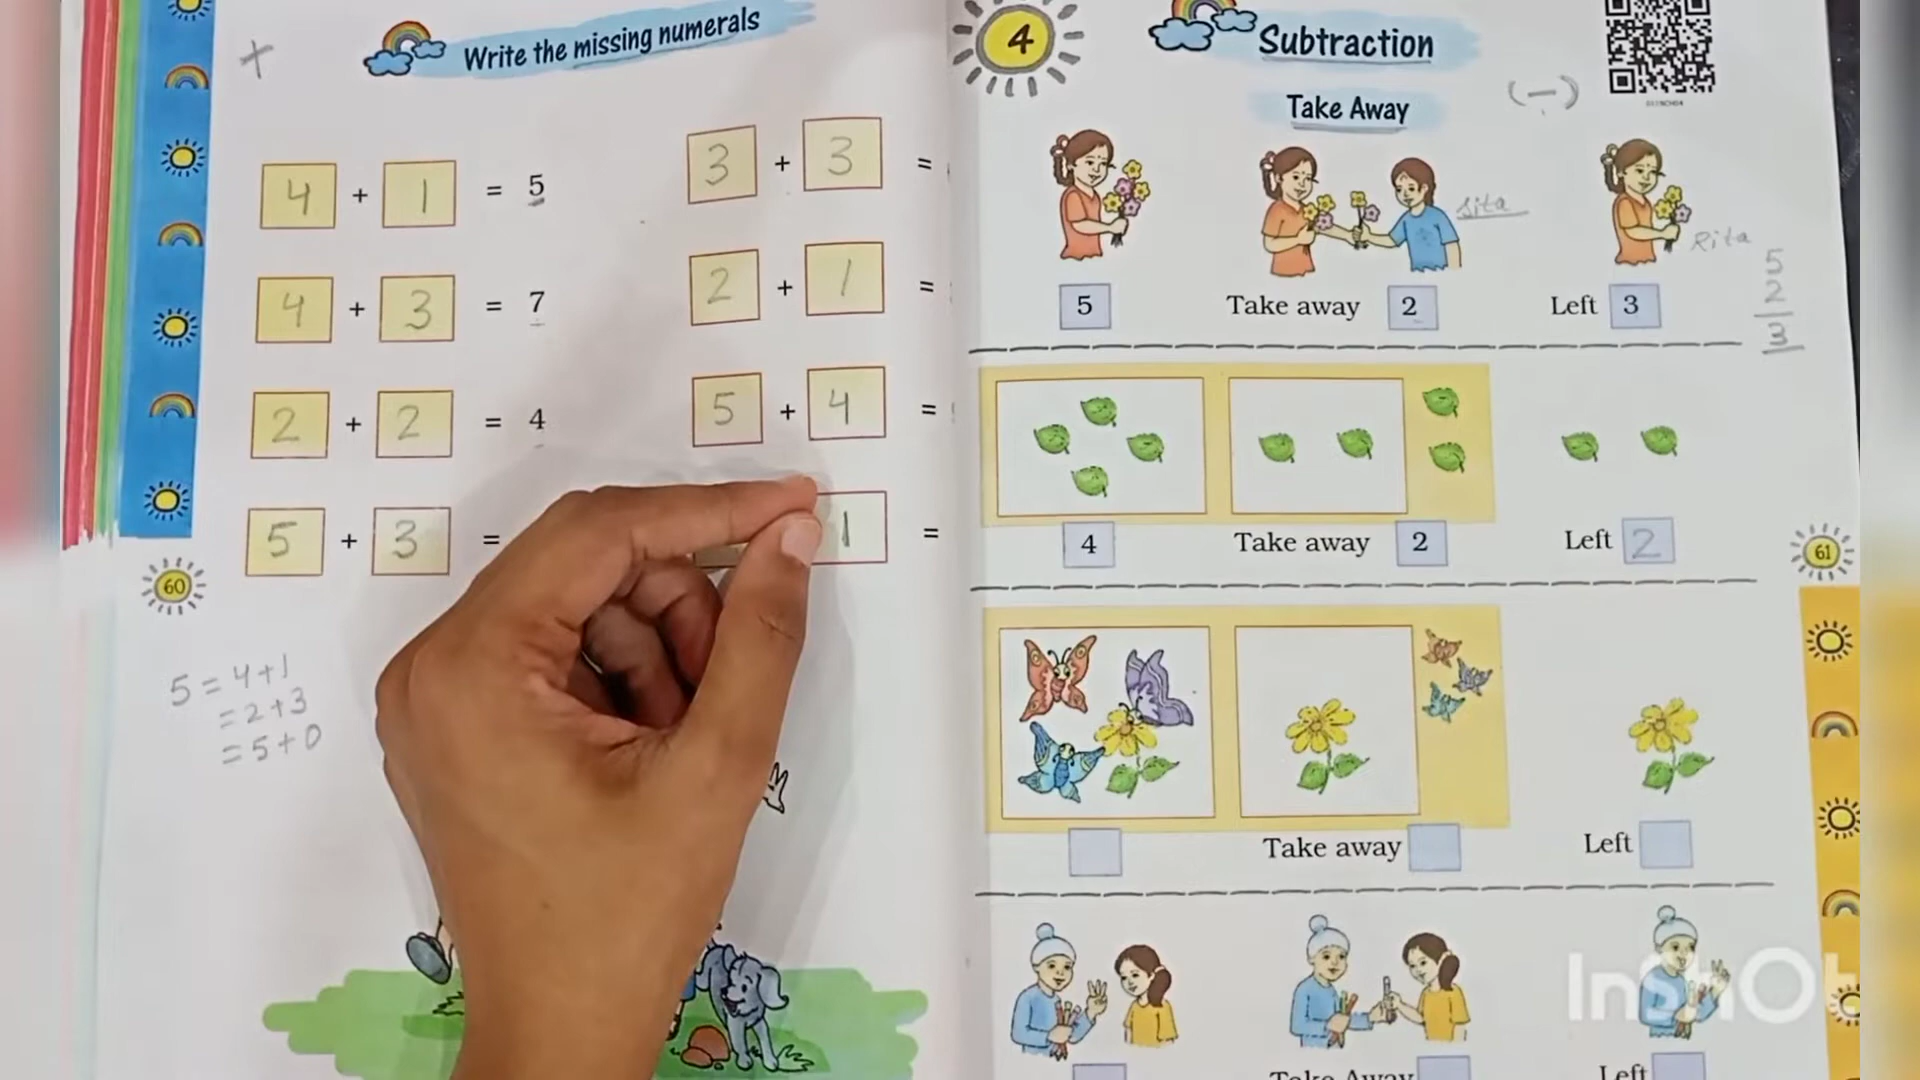 +
Write the missing numerals
4 + 1 = 5
3 + 3 =
4 + 3 = 7
2 + 1 =
2 + 2 = 4
5 + 4 =
5 + 3 =
1 =
60
5 = 4+1
= 2+3
= 5+0
4
Subtraction
Take Away
(-)
Sita
Rita
5
2
3
5 Take away 2 Left 3
4 Take away 2 Left 2
61
Take away Left
Take Away Left
InShOt